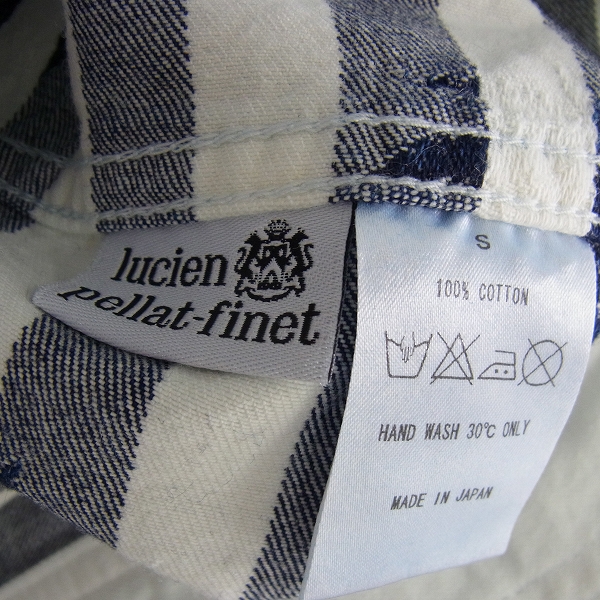 lucien
pellat-finet
S
100% COTTON
HAND WASH 30℃ ONLY
MADE IN JAPAN